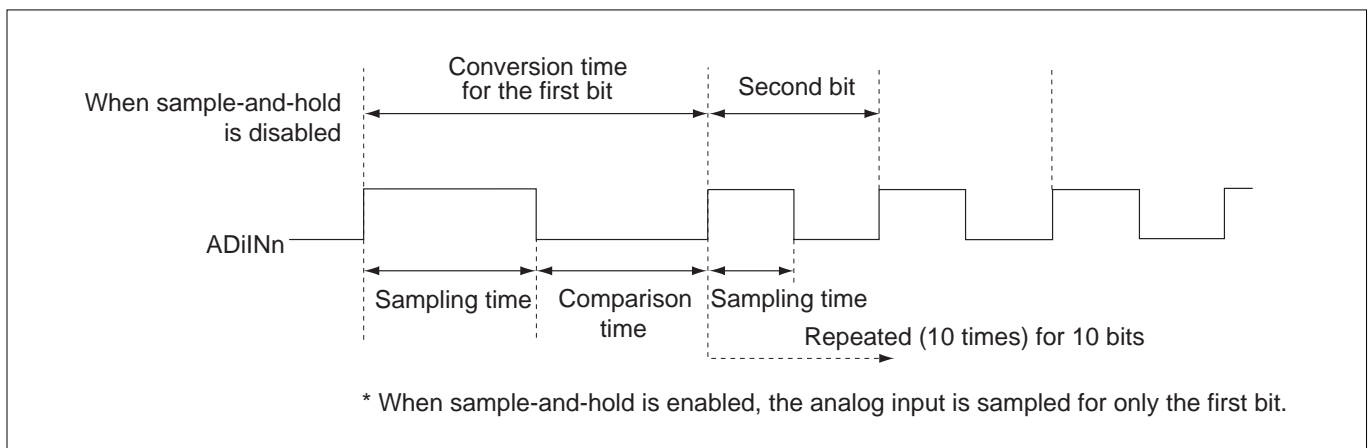 Conversion time
for the first bit
Second bit
When sample-and-hold
is disabled
ADiINn
Sampling time
Comparison
time
Sampling time
Repeated (10 times) for 10 bits
* When sample-and-hold is enabled, the analog input is sampled for only the first bit.